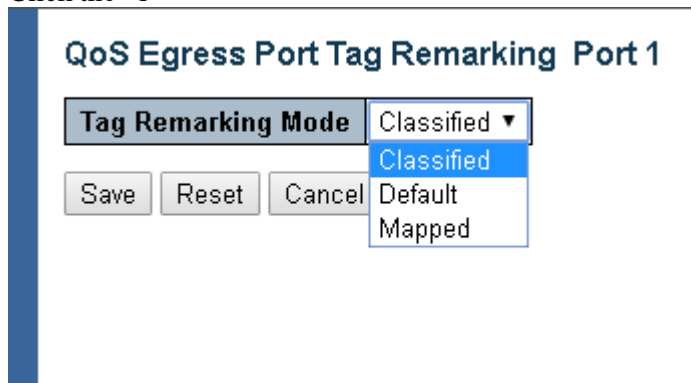 QoS Egress Port Tag Remarking Port 1
Tag Remarking Mode Classified ▼
Classified
Save Reset Cancel Default
Mapped